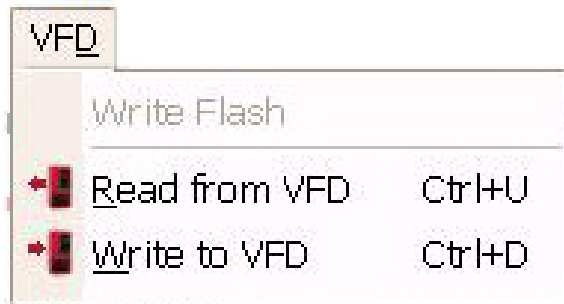 VFD
Write Flash
Read from VFD Ctrl+U
Write to VFD Ctrl+D